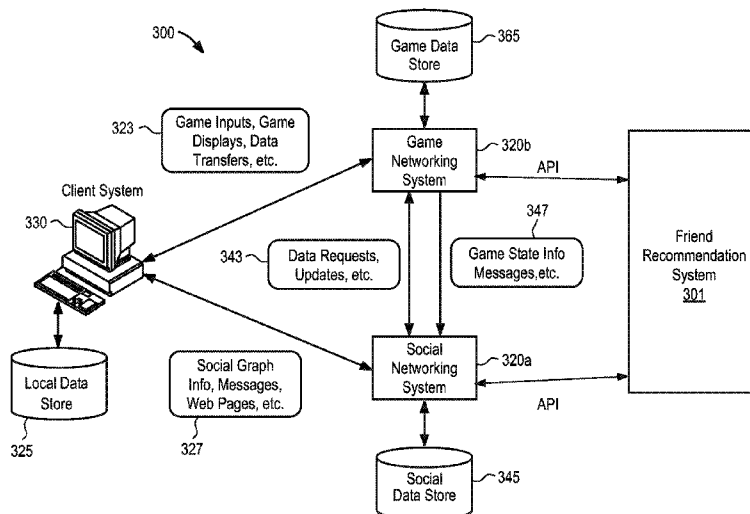 300
Game Data
Store
365
323
Game Inputs, Game
Displays, Data
Transfers, etc.
Game
Networking
System
320b
API
Client System
330
343
Data Requests,
Updates, etc.
347
Game State Info
Messages,etc.
Friend
Recommendation
System
301
Local Data
Store
325
Social Graph
Info, Messages,
Web Pages, etc.
327
Social
Networking
System
320a
API
Social
Data Store
345